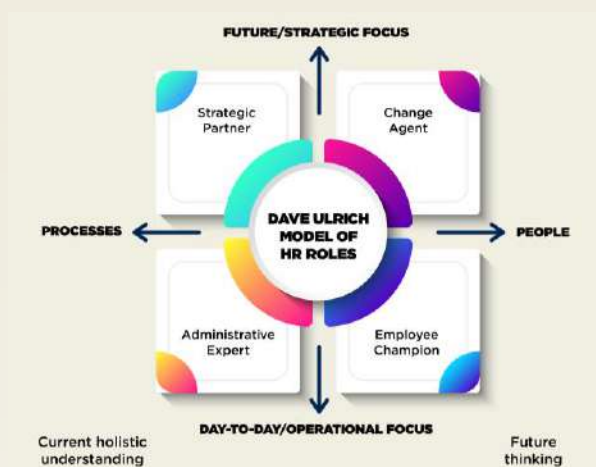 FUTURE/STRATEGIC FOCUS
Strategic
Partner
Change
Agent
DAVE ULRICH
MODEL OF
HR ROLES
PROCESSES
PEOPLE
Administrative
Expert
Employee
Champion
DAY-TO-DAY/OPERATIONAL FOCUS
Current holistic
understanding
Future
thinking